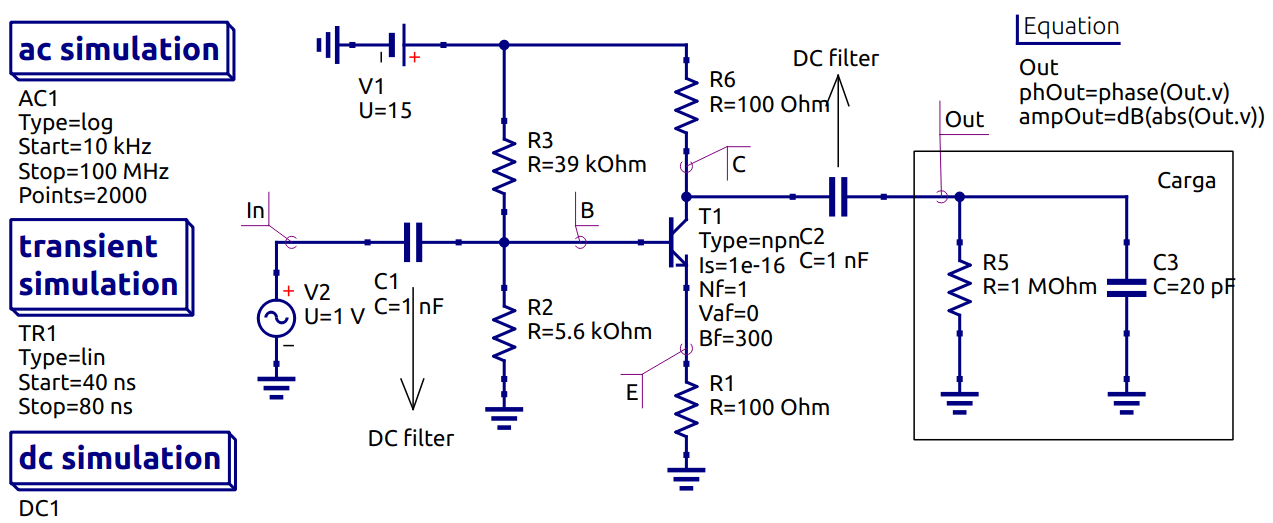 ac simulation
AC1
Type=log
Start=10 kHz
Stop=100 MHz
Points=2000
transient
simulation
TR1
Type=lin
Start=40 ns
Stop=80 ns
dc simulation
DC1
V1
U=15
R3
R=39 kOhm
R6
R=100 Ohm
DC filter
C
In
B
V2
U=1 V
C1
C=1 nF
DC filter
R2
R=5.6 kOhm
T1
Type=npn
Is=1e-16
Nf=1
Vaf=0
Bf=300
C2
C=1 nF
E
R1
R=100 Ohm
Out
Equation
Out
phOut=phase(Out.v)
ampOut=dB(abs(Out.v))
Carga
R5
R=1 MOhm
C3
C=20 pF